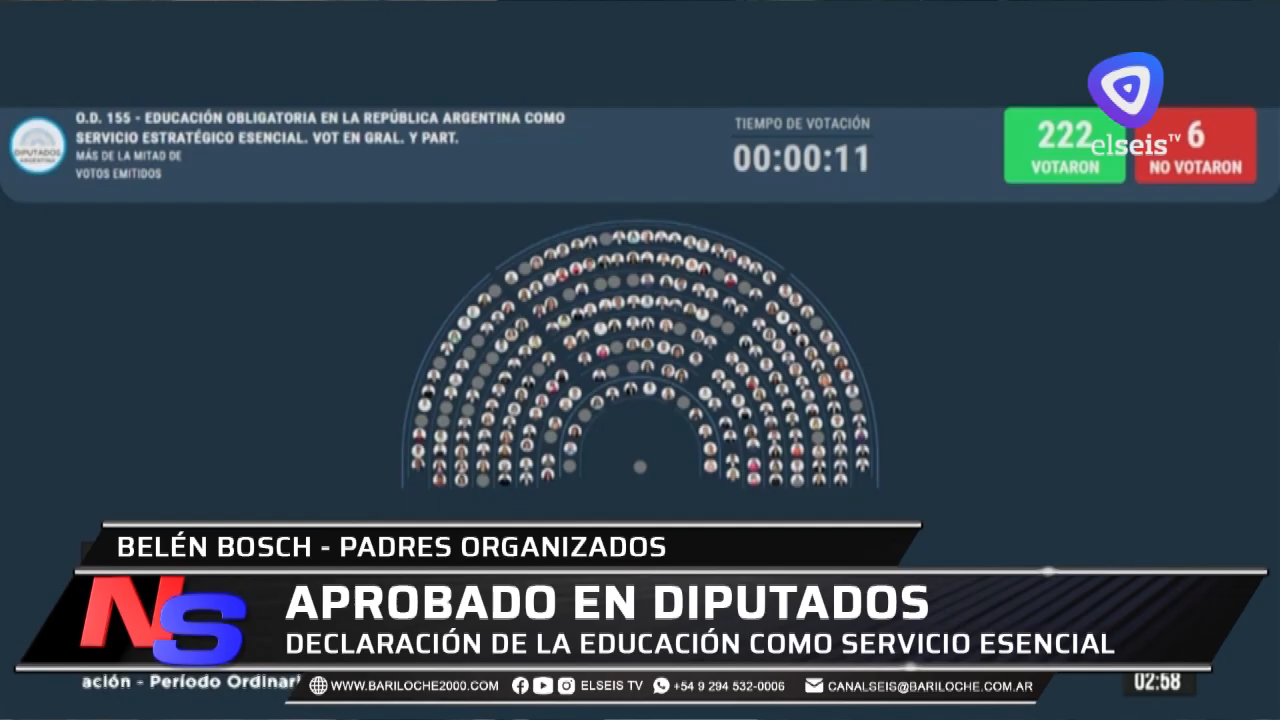 O.D. 155 - EDUCACIÓN OBLIGATORIA EN LA REPÚBLICA ARGENTINA COMO
SERVICIO ESTRATÉGICO ESENCIAL. VOT EN GRAL. Y PART.
MÁS DE LA MITAD DE
VOTOS EMITIDOS
DIPUTADOS
ARGENTINA
TIEMPO DE VOTACIÓN
00:00:11
222
VOTARON
6
NO VOTARON
elseis TV
BELÉN BOSCH - PADRES ORGANIZADOS
NS
APROBADO EN DIPUTADOS
DECLARACIÓN DE LA EDUCACIÓN COMO SERVICIO ESENCIAL
ación - Período Ordinari
WWW.BARILOCHE2000.COM
ELSEIS TV
+54 9 294 532-0006
CANALSEIS@BARILOCHE.COM.AR
02:58